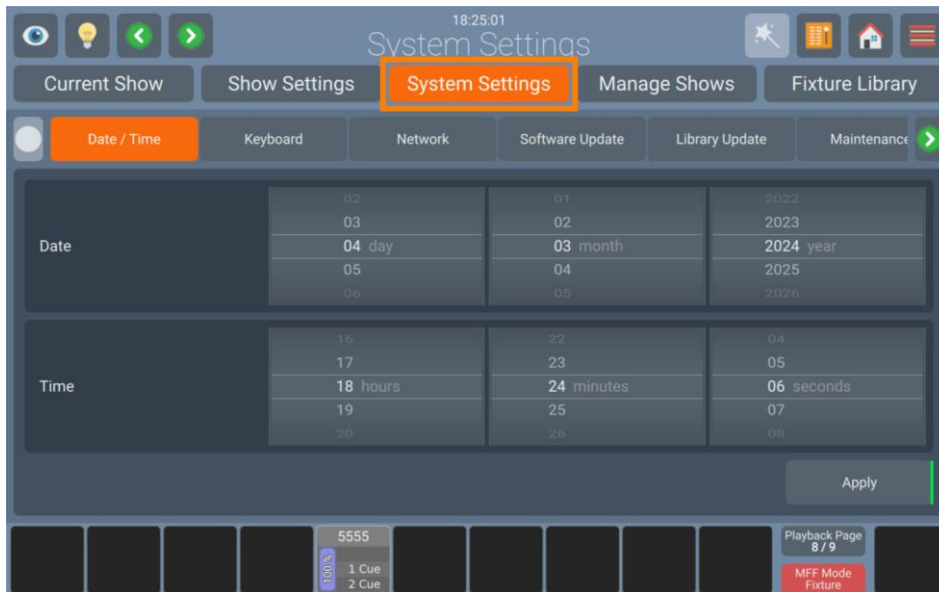 18:25:01
System Settings
Current Show Show Settings System Settings Manage Shows Fixture Library
Date / Time Keyboard Network Software Update Library Update Maintenance
02 01 2022
03 02 2023
Date 04 day 03 month 2024 year
05 04 2025
06 05 2026
16 22 04
17 23 05
Time 18 hours 24 minutes 06 seconds
19 25 07
20 26 08
Apply
5555
100 %
1 Cue
2 Cue
Playback Page
8 / 9
MFF Mode
Fixture